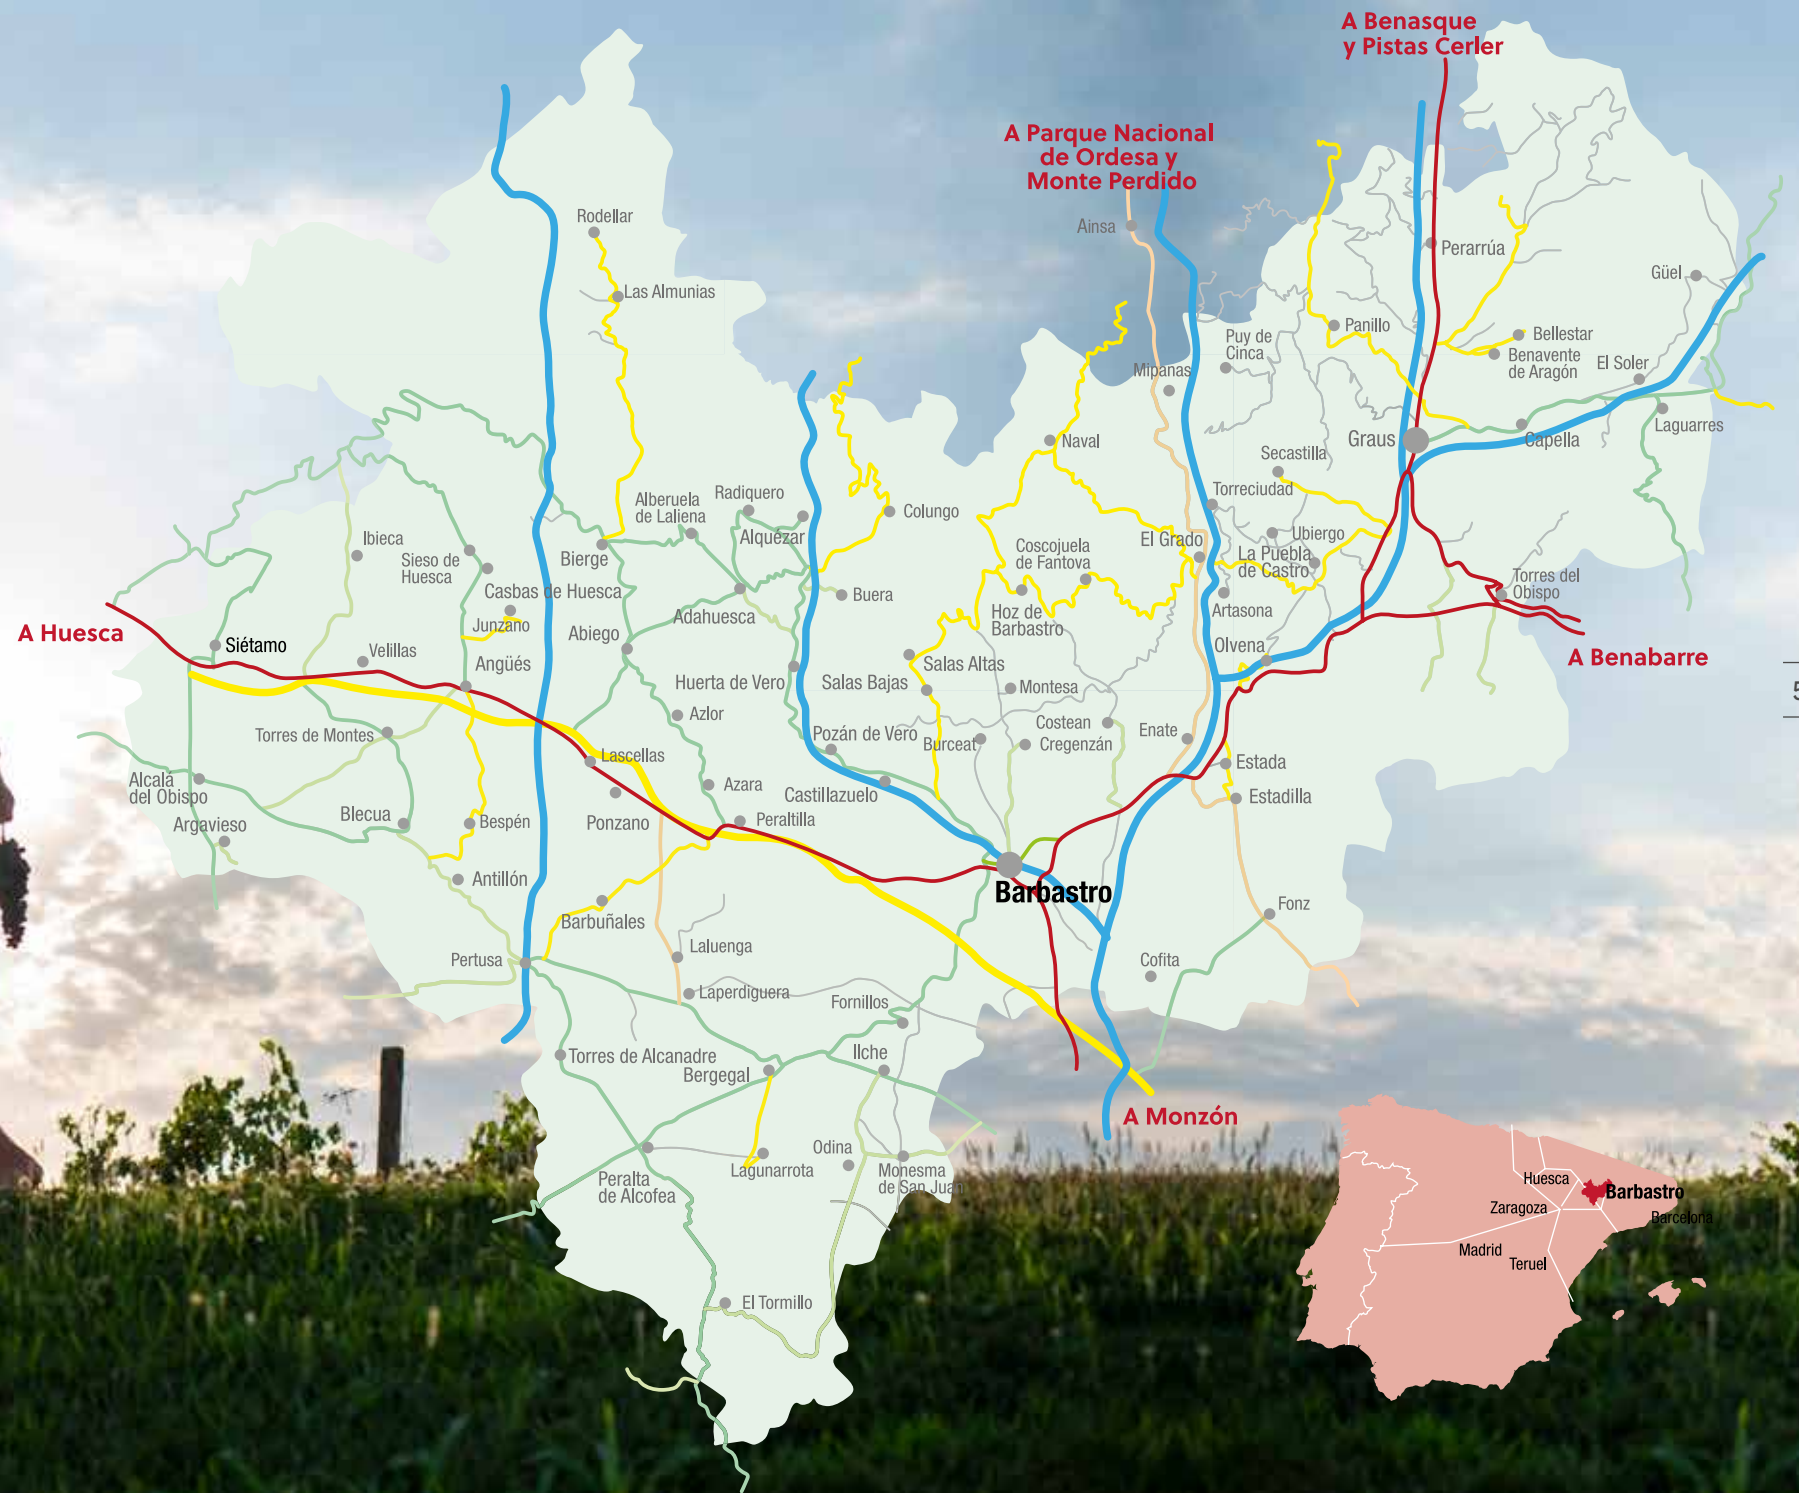 A Benasque
y Pistas Cerler
A Parque Nacional
de Ordesa y
Monte Perdido
Ainsa
Rodellar
Las Almunias
Perarrúa
Güel
Panillo
Puy de
Cinca
Bellestar
Benavente
de Aragón
El Soler
Mipanas
Laguarres
Capella
Graus
Naval
Secastilla
Torreciudad
Alberuela
de Laliena
Radiquero
Alquézar
Colungo
Ibieca
Sieso de
Huesca
Bierge
Coscojuela
de Fantova
El Grado
Ubiergo
La Puebla
de Castro
Casbas de Huesca
Buera
Torres del
Obispo
Artasona
Hoz de
Barbastro
Adahuesca
Junzano
Abiego
A Huesca
Siétamo
Velillas
Angüés
Olvena
A Benabarre
Salas Altas
Salas Bajas
Huerta de Vero
Montesa
5
Azlor
Costean
Cregenzán
Enate
Torres de Montes
Pozán de Vero
Burceat
Lascellas
Estada
Alcalá
del Obispo
Azara
Castillazuelo
Estadilla
Argavieso
Blecua
Bespén
Ponzano
Peraltilla
Antillón
Barbastro
Fonz
Barbuñales
Laluenga
Pertusa
Cofita
Laperdiguera
Fornillos
Torres de Alcanadre
Bergegal
Ilche
A Monzón
Odina
Lagunarrota
Monesma
de San Juan
Peralta
de Alcofea
El Tormillo
Huesca
Barbastro
Zaragoza
Barcelona
Madrid
Teruel